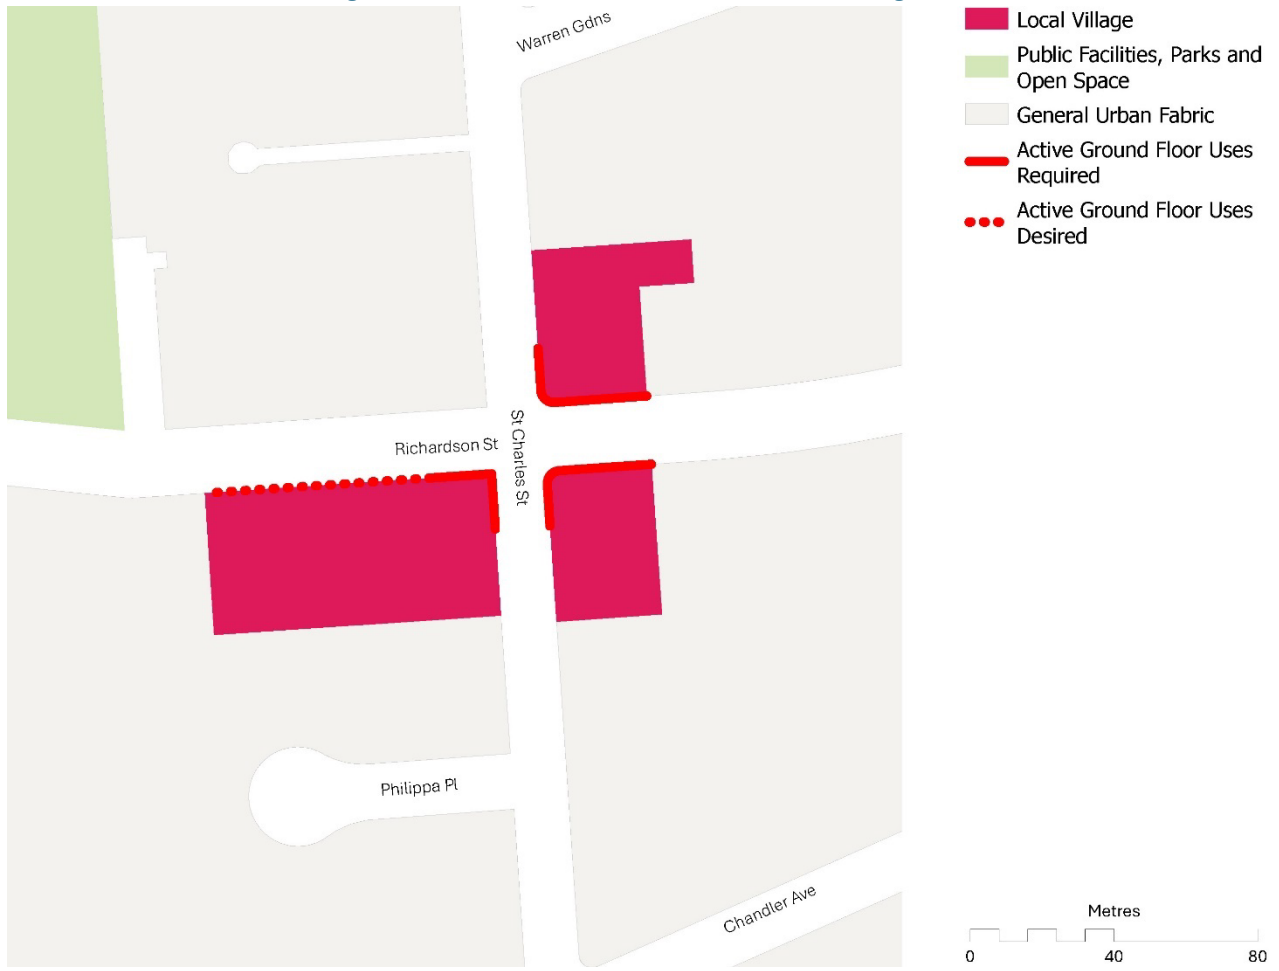 Warren Gdns
Richardson St
St Charles St
Philippa Pl
Chandler Ave
Local Village
Public Facilities, Parks and
Open Space
General Urban Fabric
Active Ground Floor Uses
Required
Active Ground Floor Uses
Desired
Metres
0 40 80